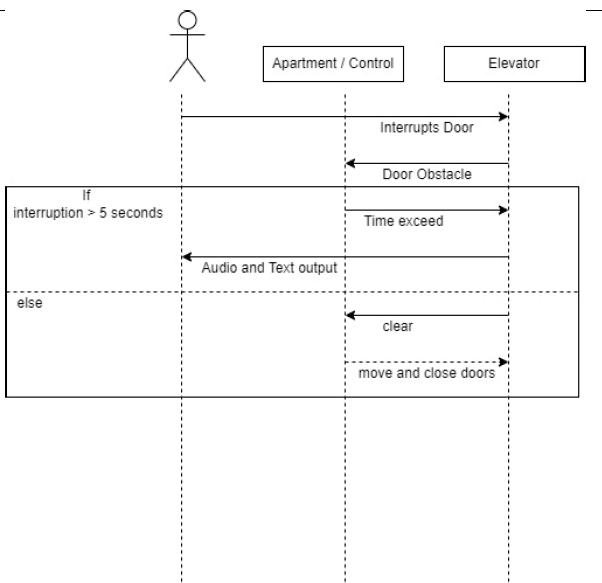 Apartment / Control
Elevator
Interrupts Door
Door Obstacle
If
interruption > 5 seconds
Time exceed
Audio and Text output
else
clear
move and close doors